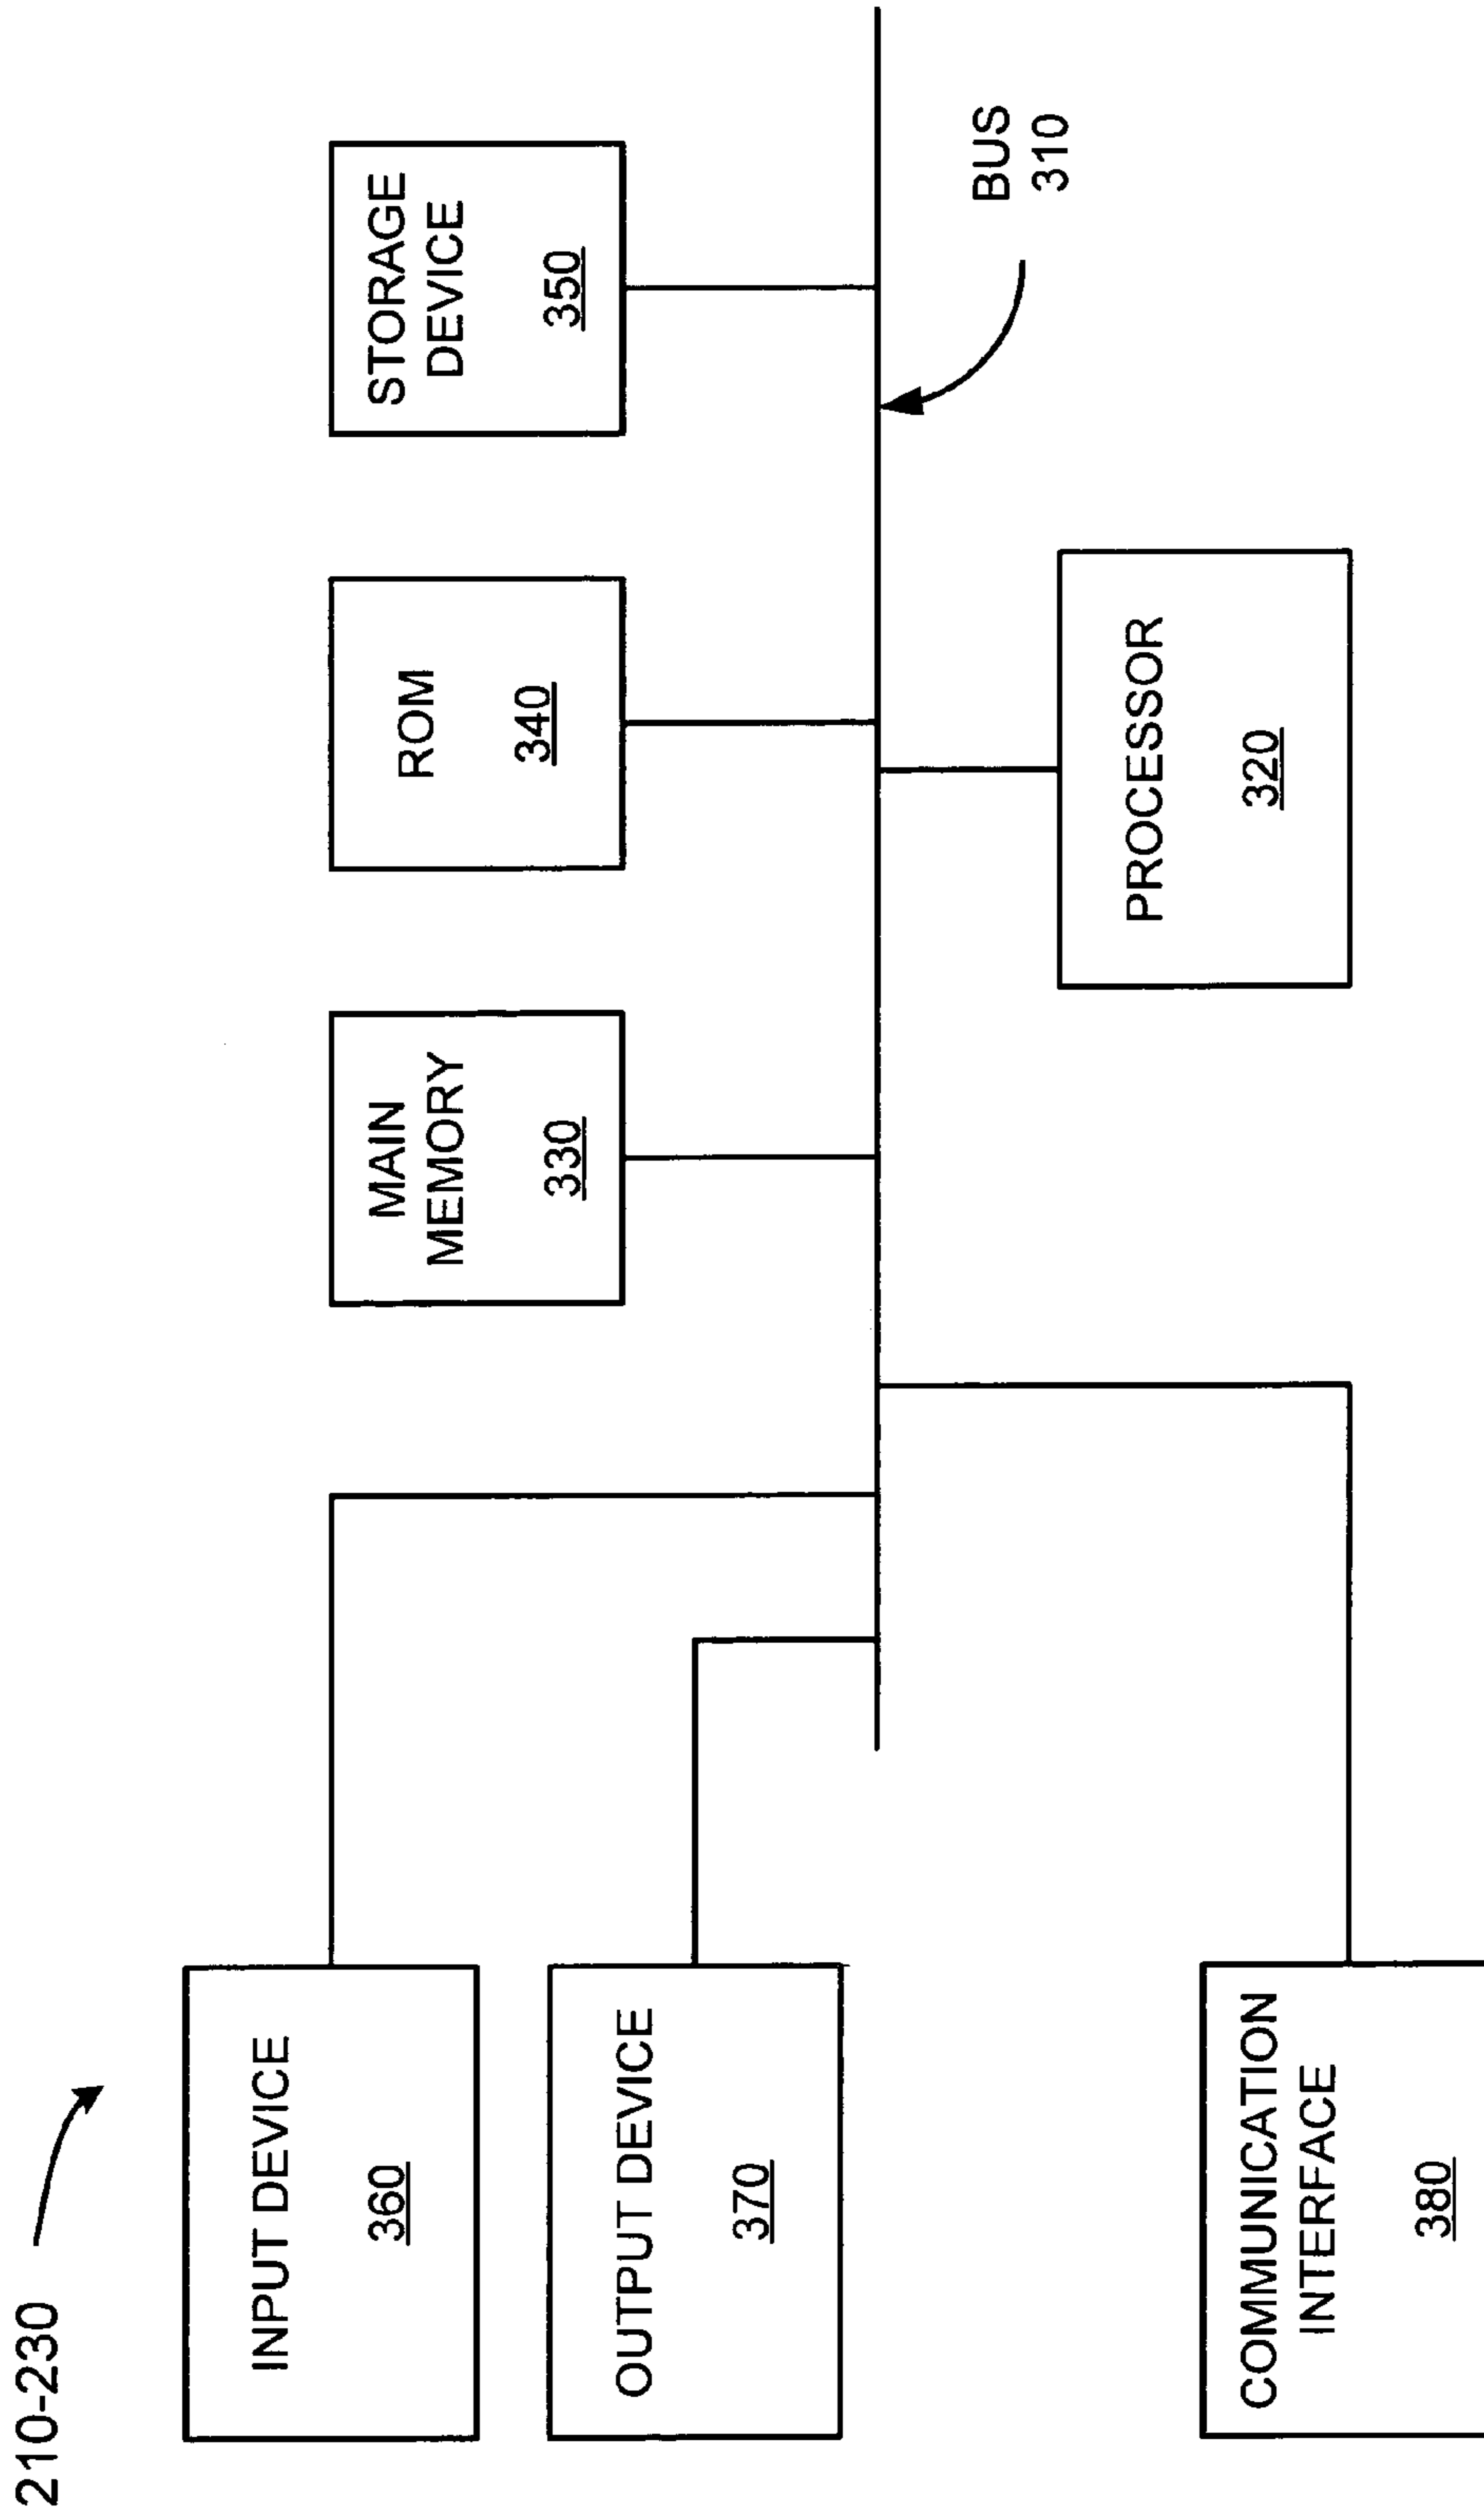 210-230
INPUT DEVICE
360
OUTPUT DEVICE
370
COMMUNICATION
INTERFACE
380
MAIN
MEMORY
330
ROM
340
STORAGE
DEVICE
350
PROCESSOR
320
BUS
310